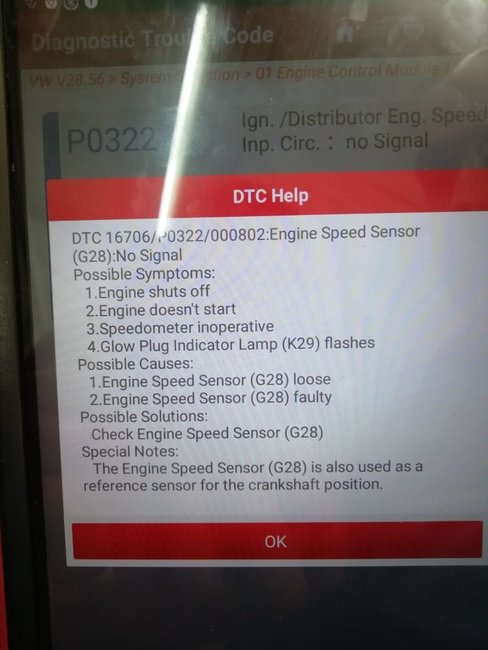 Diagnostic Trouble Code
VW V28.56 > System Selection > 01 Engine Control Module 1
P0322
Ign. /Distributor Eng. Speed
Inp. Circ. : no Signal
DTC Help
DTC 16706/P0322/000802:Engine Speed Sensor
(G28):No Signal
Possible Symptoms:
1.Engine shuts off
2.Engine doesn't start
3.Speedometer inoperative
4.Glow Plug Indicator Lamp (K29) flashes
Possible Causes:
1.Engine Speed Sensor (G28) loose
2.Engine Speed Sensor (G28) faulty
Possible Solutions:
Check Engine Speed Sensor (G28)
Special Notes:
The Engine Speed Sensor (G28) is also used as a
reference sensor for the crankshaft position.
OK